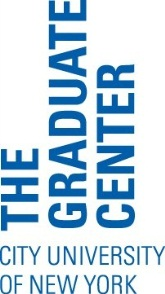 THE
GRADUATE
CENTER
CITY UNIVERSITY
OF NEW YORK